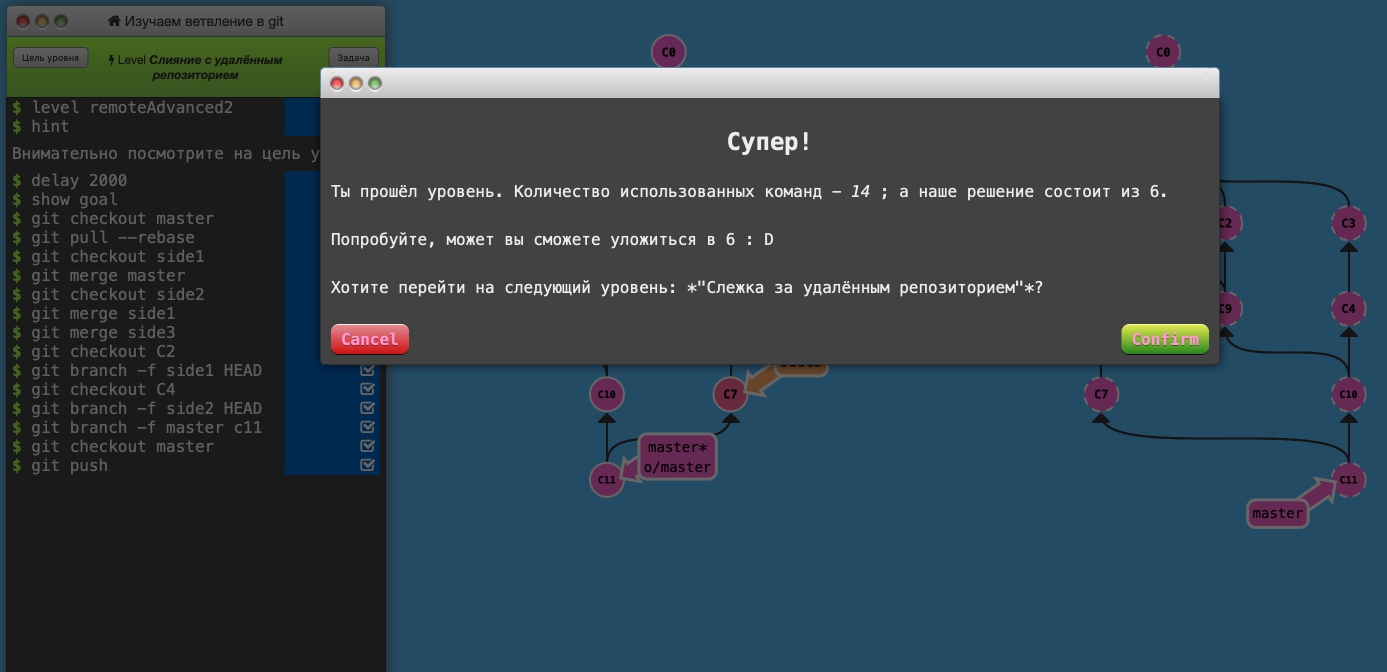 Изучаем ветвление в git
Цель уровня
Level Слияние с удалённым
репозиторием
Задача
$ level remoteAdvanced2
$ hint
Внимательно посмотрите на цель у
$ delay 2000
$ show goal
$ git checkout master
$ git pull --rebase
$ git checkout side1
$ git merge master
$ git checkout side2
$ git merge side1
$ git merge side3
$ git checkout C2
$ git branch -f side1 HEAD
$ git checkout C4
$ git branch -f side2 HEAD
$ git branch -f master c11
$ git checkout master
$ git push
C0
C0
Супер!
Ты прошёл уровень. Количество использованных команд - 14 ; а наше решение состоит из 6.
Попробуйте, может вы сможете уложиться в 6 : D
Хотите перейти на следующий уровень: *"Слежка за удалённым репозиторием"*?
Cancel
Confirm
C2
C3
C9
C4
C10
C7
C7
C10
master*
o/master
C11
C11
master